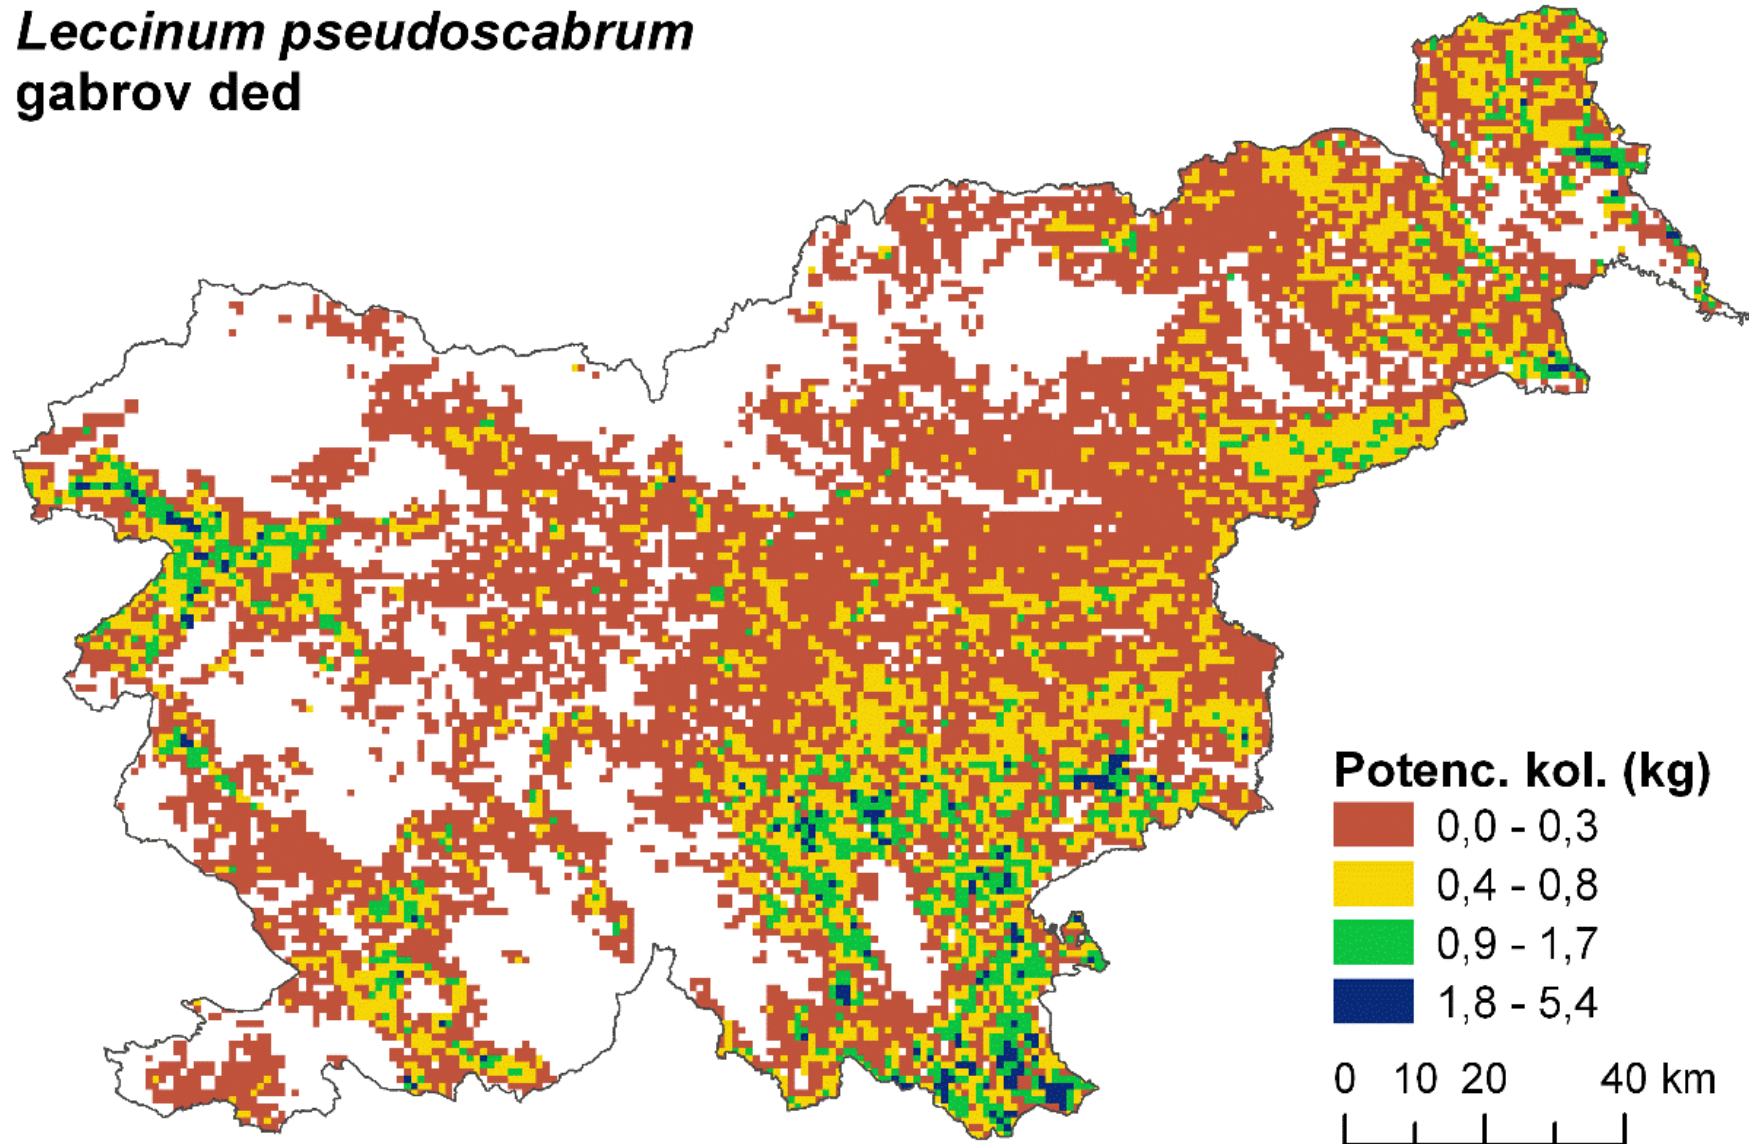 Leccinum pseudoscabrum
gabrov ded
Potenc. kol. (kg)
0,0 - 0,3
0,4 - 0,8
0,9 - 1,7
1,8 - 5,4
0 10 20 40 km